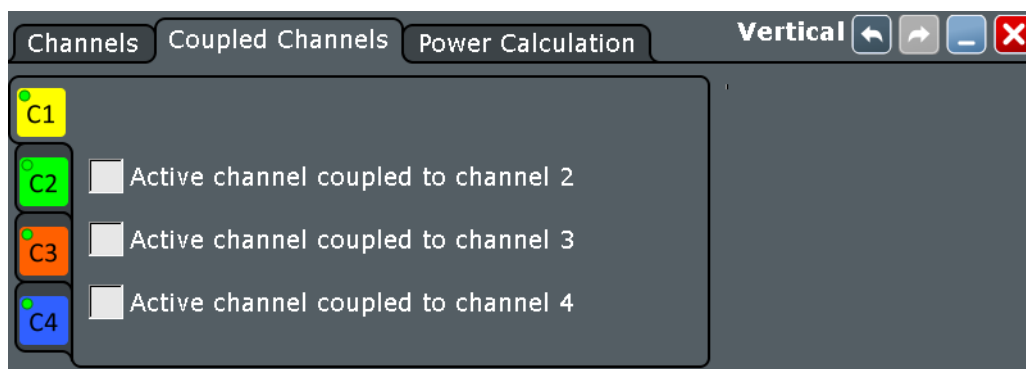 Channels Coupled Channels Power Calculation Vertical
C1
C2 Active channel coupled to channel 2
C3 Active channel coupled to channel 3
C4 Active channel coupled to channel 4